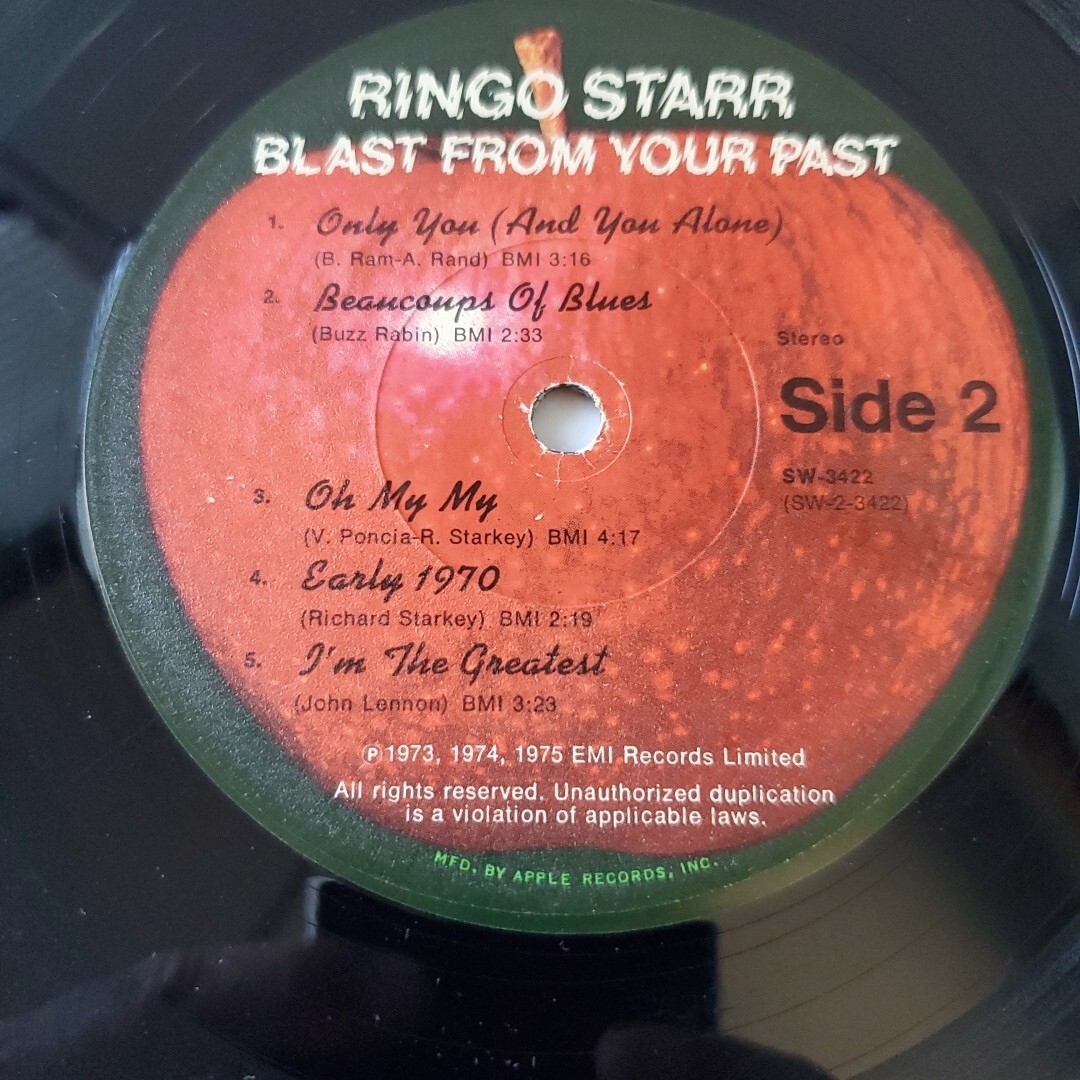 RINGO STARR
BLAST FROM YOUR PAST
1. Only You (And You Alone)
(B. Ram-A. Rand) BMI 3:16
2. Beaucoups Of Blues
(Buzz Rabin) BMI 2:33
Stereo
Side 2
SW-3422
(SW-2-3422)
3. Oh My My
(V. Poncia-R. Starkey) BMI 4:17
4. Early 1970
(Richard Starkey) BMI 2:19
5. I'm The Greatest
(John Lennon) BMI 3:23
℗ 1973, 1974, 1975 EMI Records Limited
All rights reserved. Unauthorized duplication
is a violation of applicable laws.
MFD. BY APPLE RECORDS, INC.